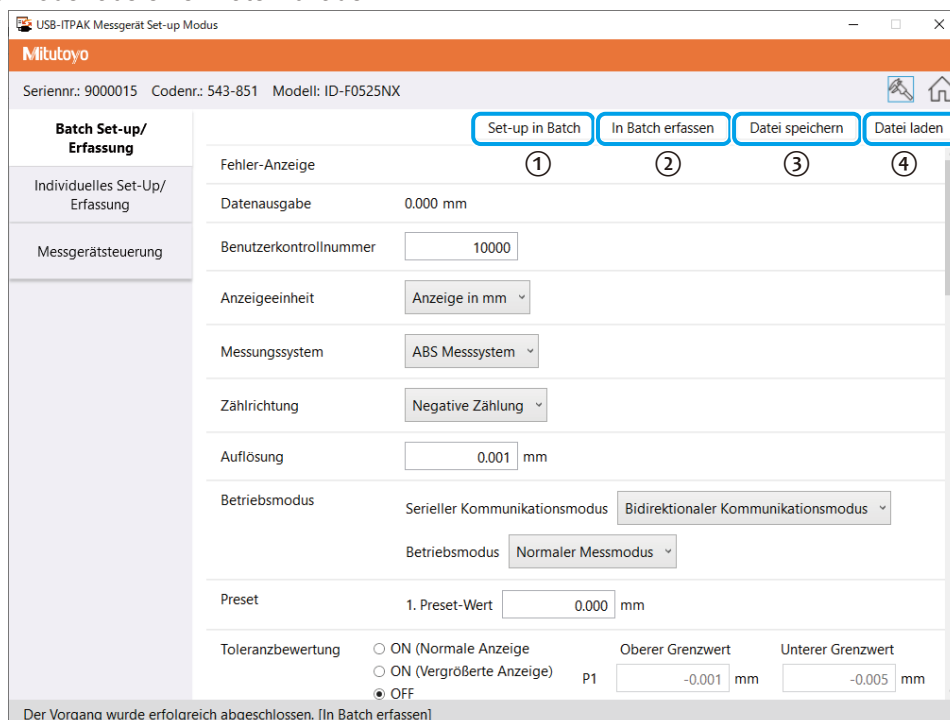 USB-ITPAK Messgerät Set-up Modus
Mitutoyo
Seriennr.: 9000015 Codenr.: 543-851 Modell: ID-F0525NX
Batch Set-up/
Erfassung
Individuelles Set-Up/
Erfassung
Messgerätsteuerung
Set-up in Batch In Batch erfassen Datei speichern Datei laden
① ② ③ ④
Fehler-Anzeige
Datenausgabe 0.000 mm
Benutzerkontrollnummer 10000
Anzeigeeinheit Anzeige in mm
Messungssystem ABS Messsystem
Zählrichtung Negative Zählung
Auflösung 0.001 mm
Betriebsmodus Serieller Kommunikationsmodus Bidirektionaler Kommunikationsmodus
Betriebsmodus Normaler Messmodus
Preset 1. Preset-Wert 0.000 mm
Toleranzbewertung ON (Normale Anzeige Oberer Grenzwert Unterer Grenzwert
ON (Vergrößerte Anzeige) P1 -0.001 mm -0.005 mm
OFF
Der Vorgang wurde erfolgreich abgeschlossen. [In Batch erfassen]